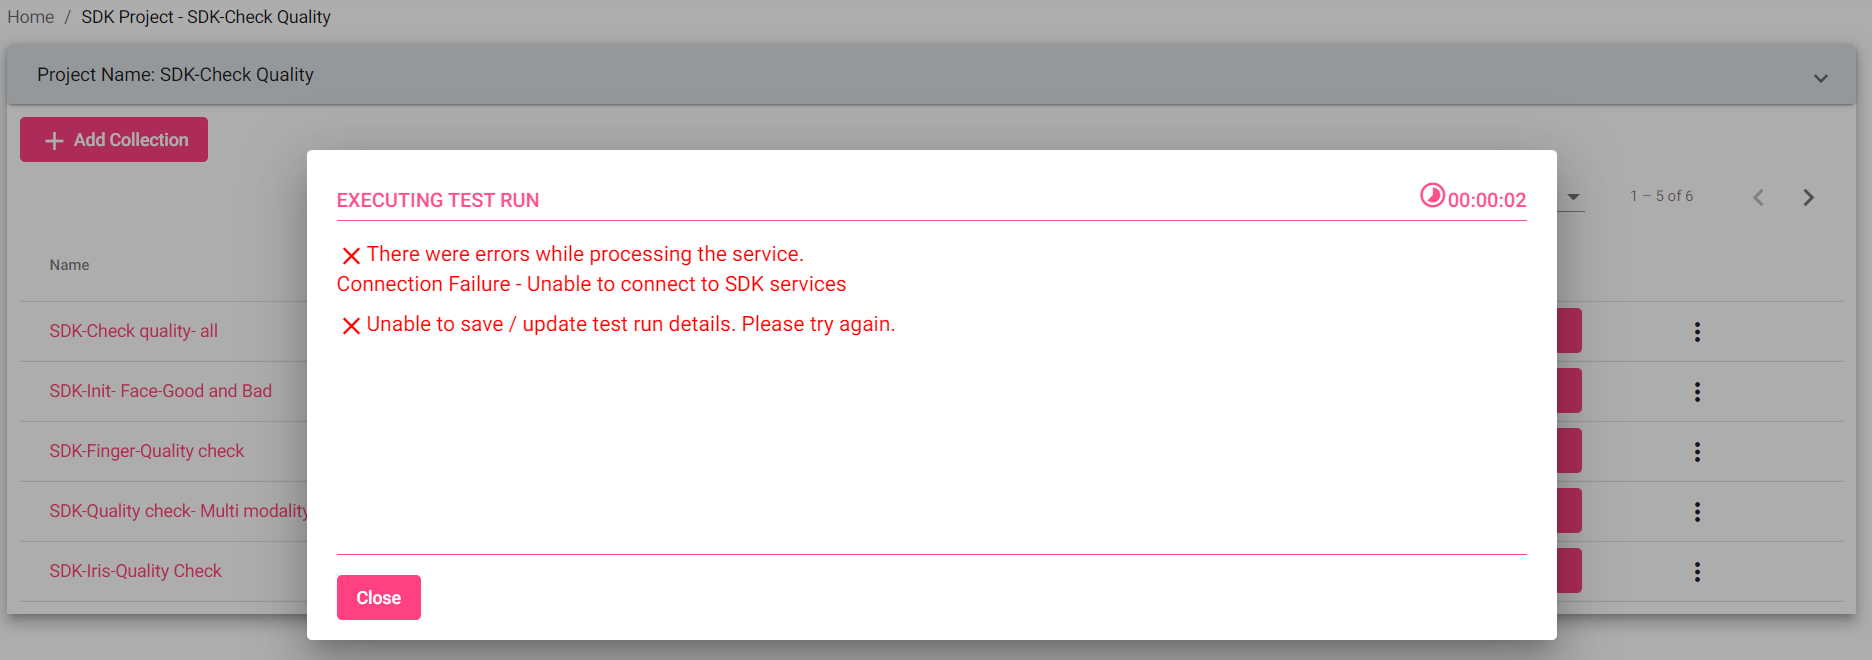 Home / SDK Project - SDK-Check Quality
Project Name: SDK-Check Quality
Add Collection
EXECUTING TEST RUN 00:00:02
1 – 5 of 6
There were errors while processing the service.
Name
Connection Failure - Unable to connect to SDK services
Unable to save / update test run details. Please try again.
SDK-Check quality- all
SDK-Init- Face-Good and Bad
SDK-Finger-Quality check
SDK-Quality check- Multi modality
SDK-Iris-Quality Check
Close